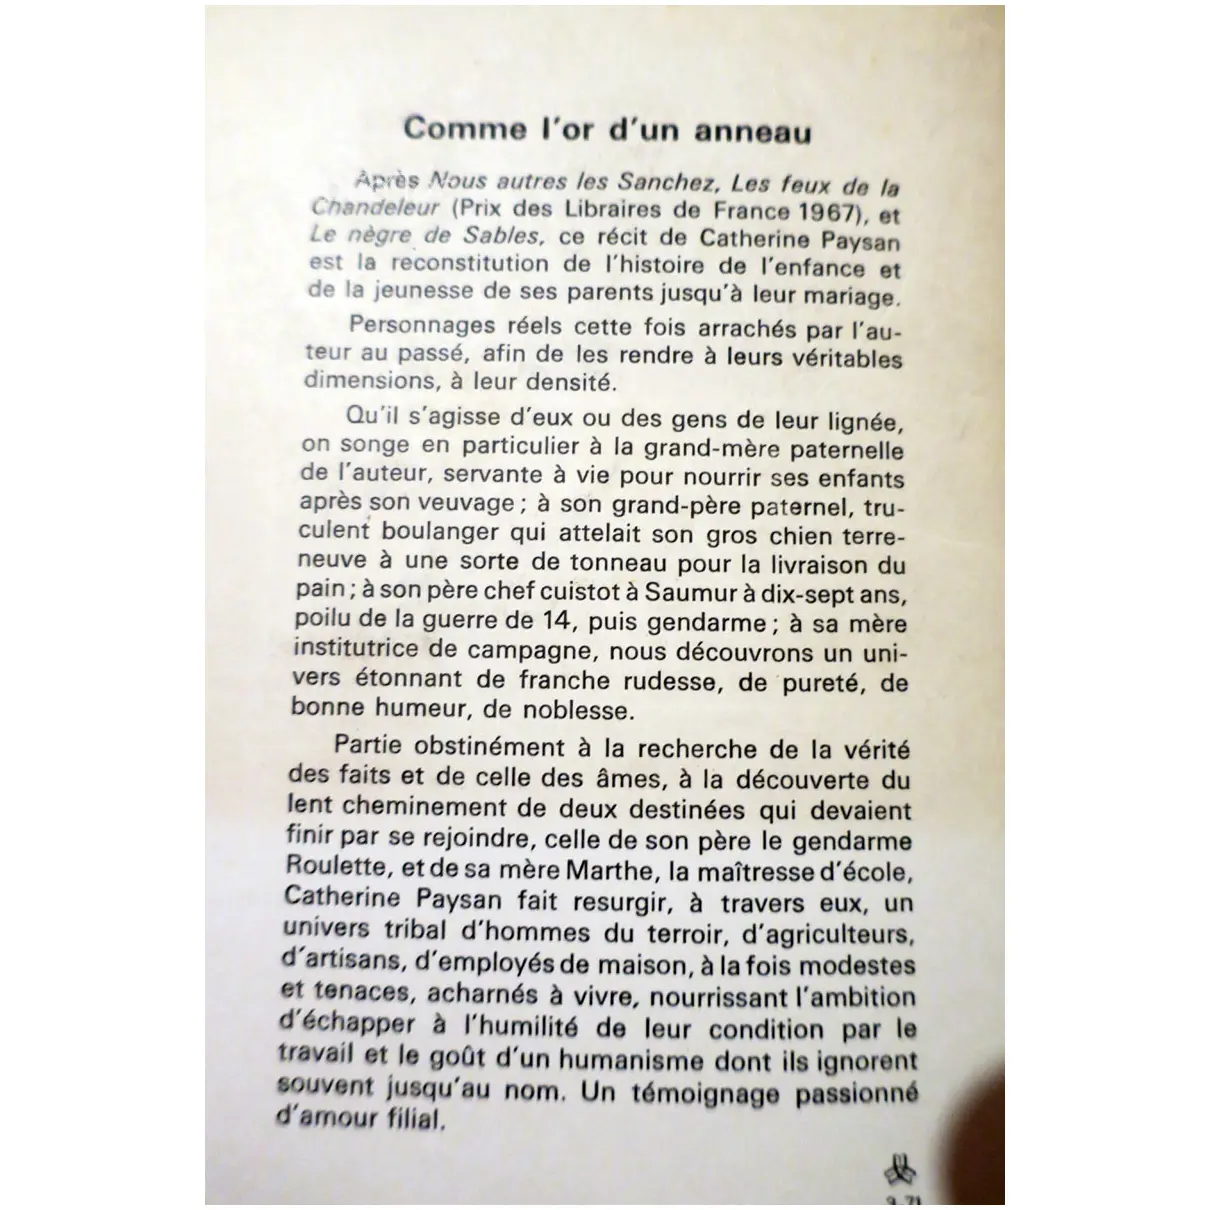 Comme l'or d'un anneau
Après Nous autres les Sanchez, Les feux de la
Chandeleur (Prix des Libraires de France 1967), et
Le nègre de Sables, ce récit de Catherine Paysan
est la reconstitution de l'histoire de l'enfance et
de la jeunesse de ses parents jusqu'à leur mariage.
Personnages réels cette fois arrachés par l'au-
teur au passé, afin de les rendre à leurs véritables
dimensions, à leur densité.
Qu'il s'agisse d'eux ou des gens de leur lignée,
on songe en particulier à la grand-mère paternelle
de l'auteur, servante à vie pour nourrir ses enfants
après son veuvage ; à son grand-père paternel, tru-
culent boulanger qui attelait son gros chien terre-
neuve à une sorte de tonneau pour la livraison du
pain ; à son père chef cuistot à Saumur à dix-sept ans,
poilu de la guerre de 14, puis gendarme ; à sa mère
institutrice de campagne, nous découvrons un uni-
vers étonnant de franche rudesse, de pureté, de
bonne humeur, de noblesse.
Partie obstinément à la recherche de la vérité
des faits et de celle des âmes, à la découverte du
lent cheminement de deux destinées qui devaient
finir par se rejoindre, celle de son père le gendarme
Roulette, et de sa mère Marthe, la maîtresse d'école,
Catherine Paysan fait resurgir, à travers eux, un
univers tribal d'hommes du terroir, d'agriculteurs,
d'artisans, d'employés de maison, à la fois modestes
et tenaces, acharnés à vivre, nourrissant l'ambition
d'échapper à l'humilité de leur condition par le
travail et le goût d'un humanisme dont ils ignorent
souvent jusqu'au nom. Un témoignage passionné
d'amour filial.